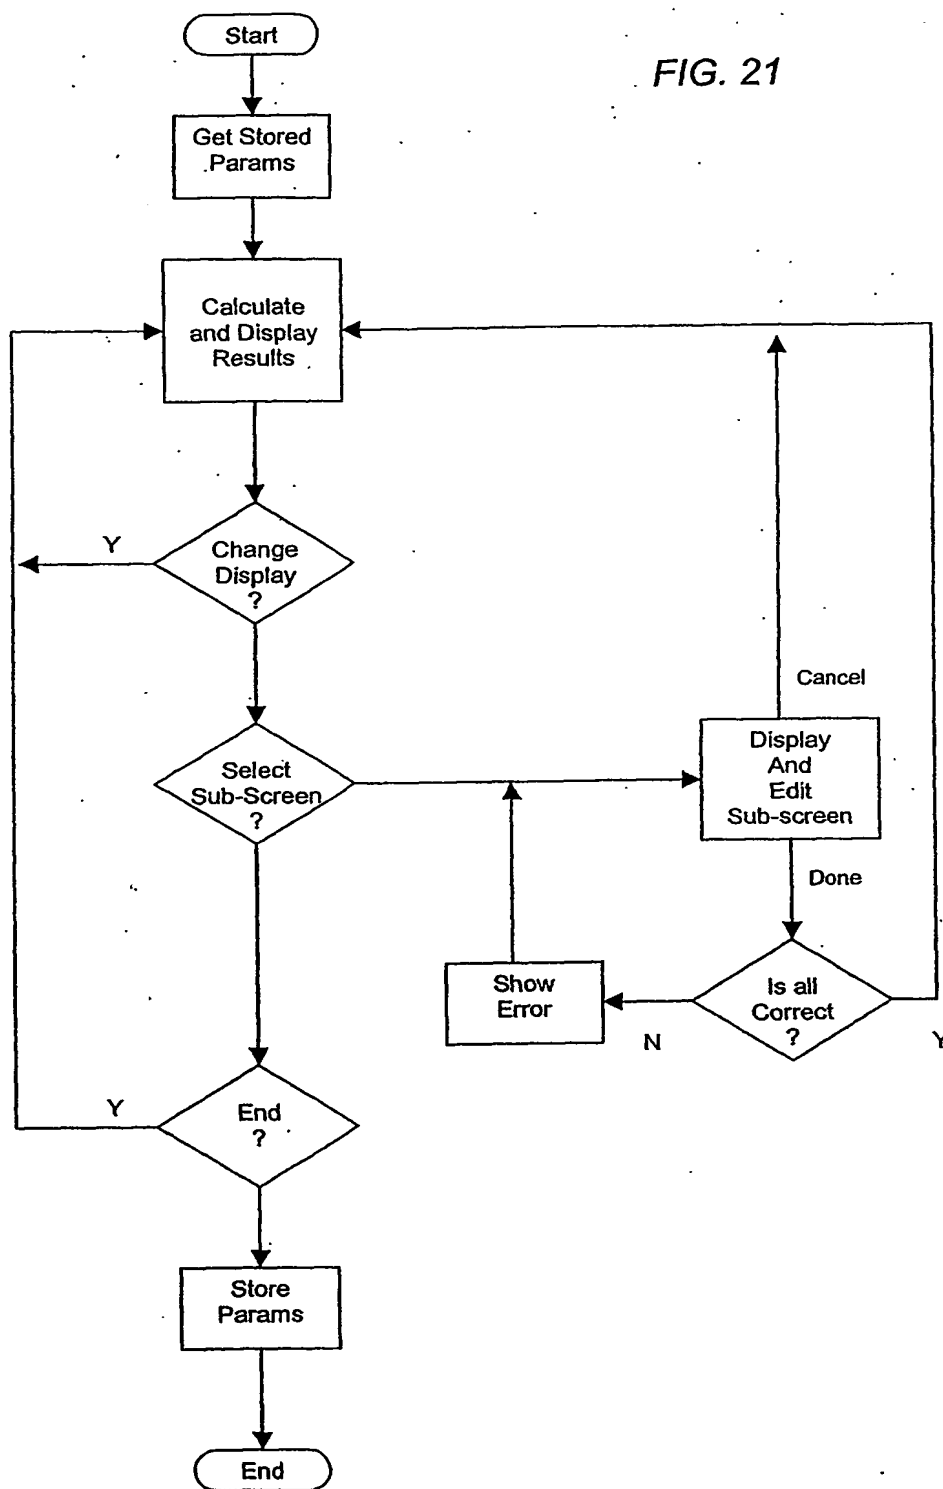 Start
FIG. 21
Get Stored
Params
Calculate
and Display
Results
Y
Change
Display
?
Cancel
Select
Sub-Screen
?
Display
And
Edit
Sub-screen
Done
Show
Error
N
Is all
Correct
?
Y
Y
End
?
Store
Params
End